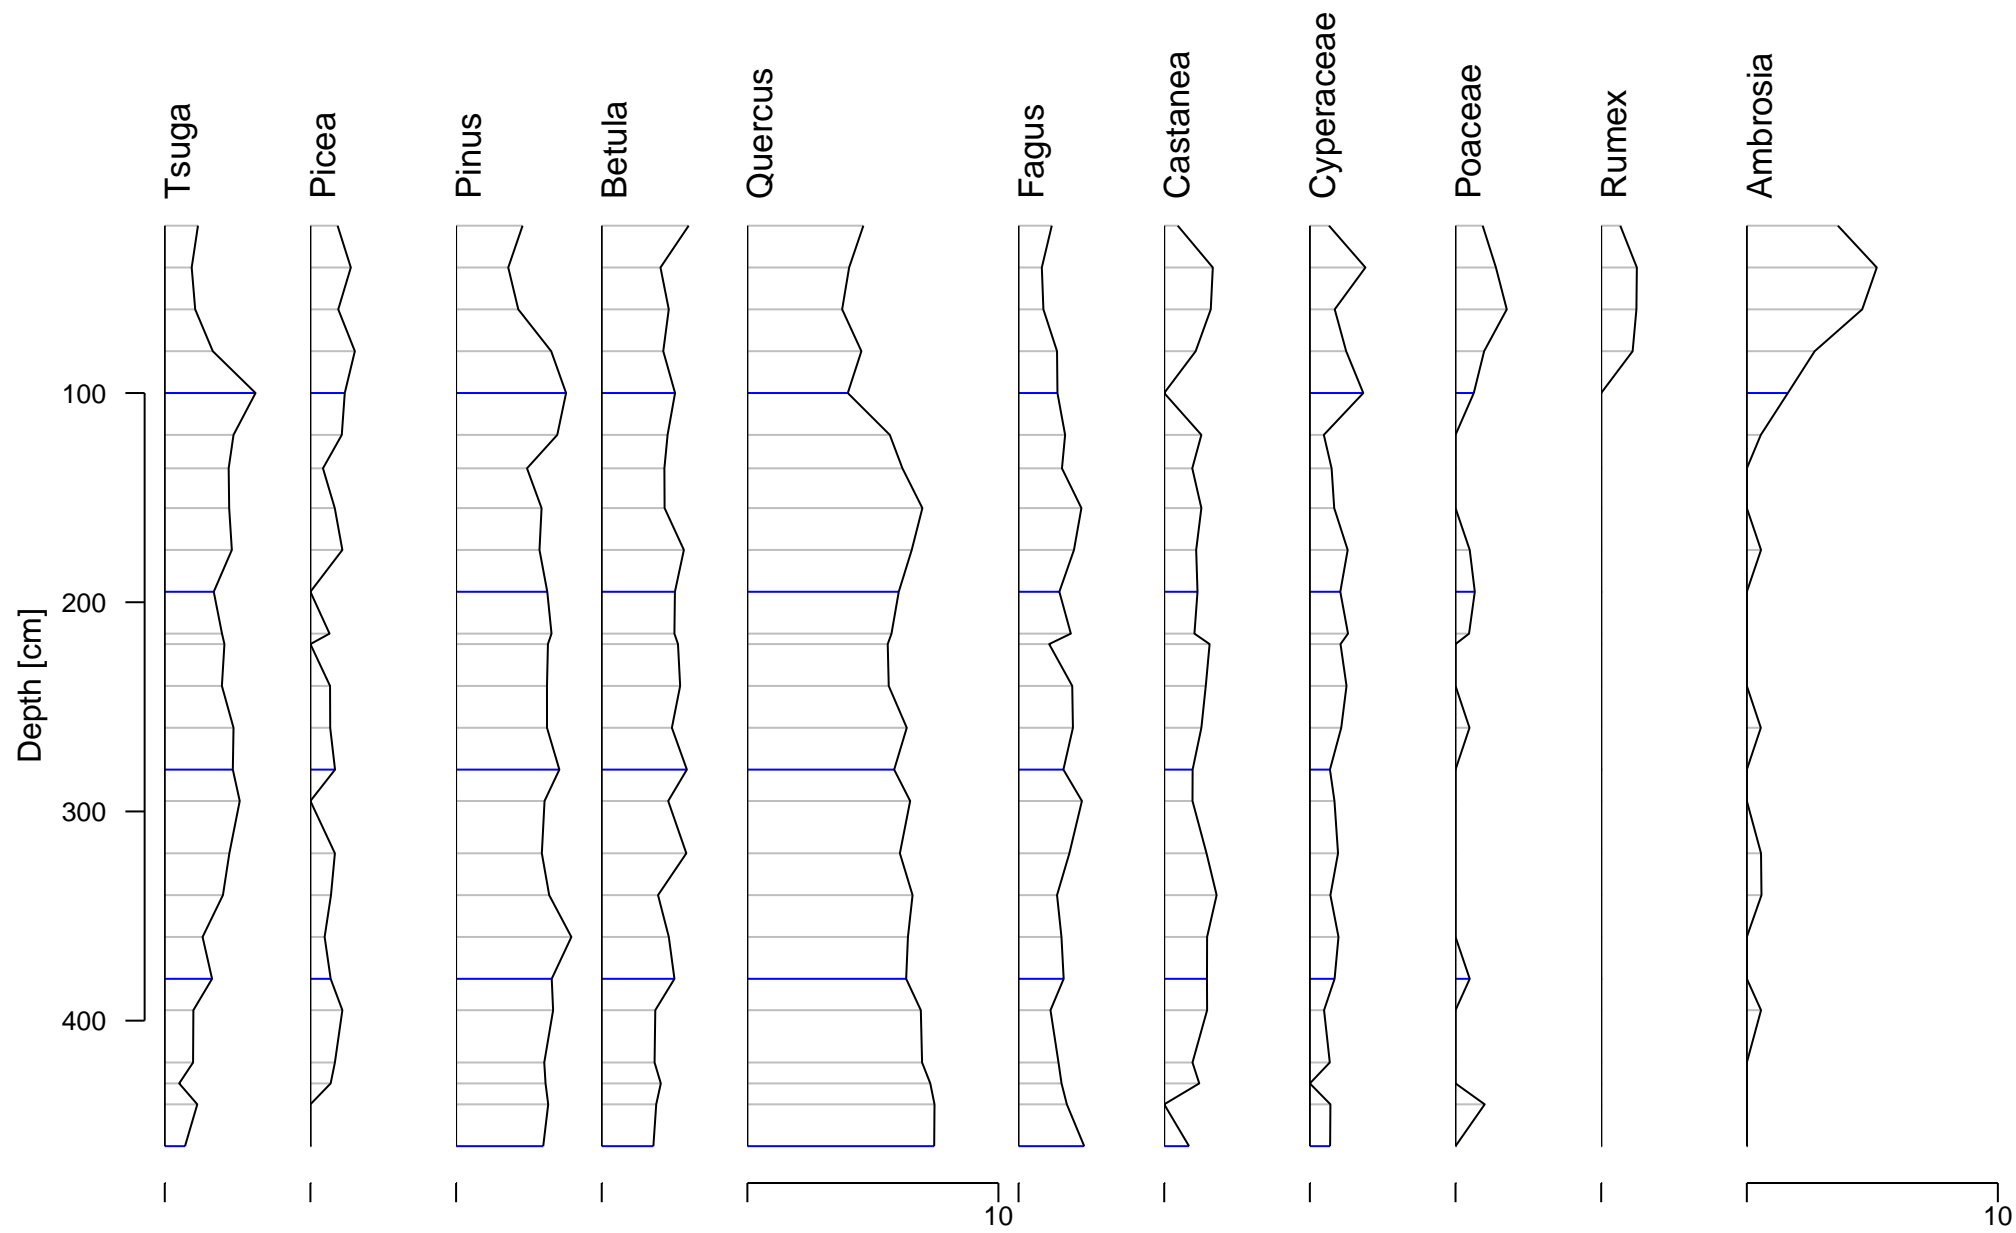 Tsuga
Picea
Pinus
Betula
Quercus
Fagus
Castanea
Cyperaceae
Poaceae
Rumex
Ambrosia
Depth [cm]
100
200
300
400
10
10